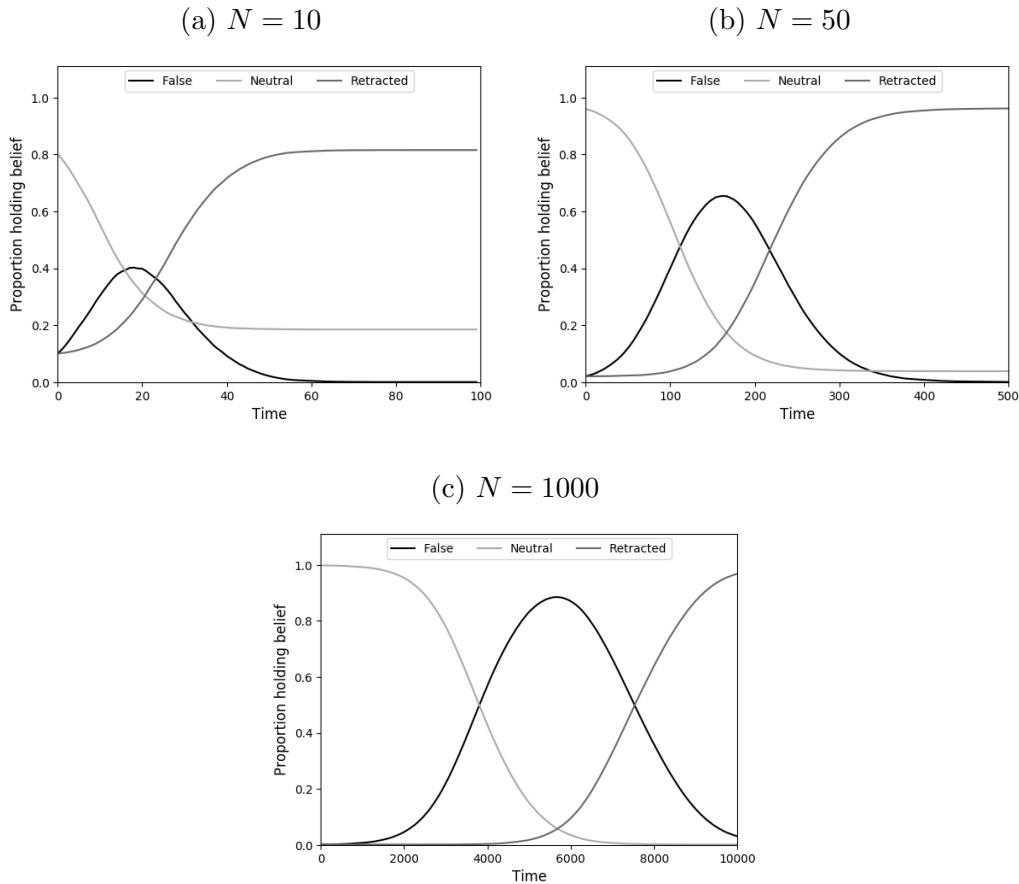 (a) N = 10
False Neutral Retracted
1.0
0.8
0.6
0.4
0.2
0.0
Proportion holding belief
0 20 40 60 80 100
Time
(b) N = 50
False Neutral Retracted
1.0
0.8
0.6
0.4
0.2
0.0
Proportion holding belief
0 100 200 300 400 500
Time
(c) N = 1000
False Neutral Retracted
1.0
0.8
0.6
0.4
0.2
0.0
Proportion holding belief
0 2000 4000 6000 8000 10000
Time